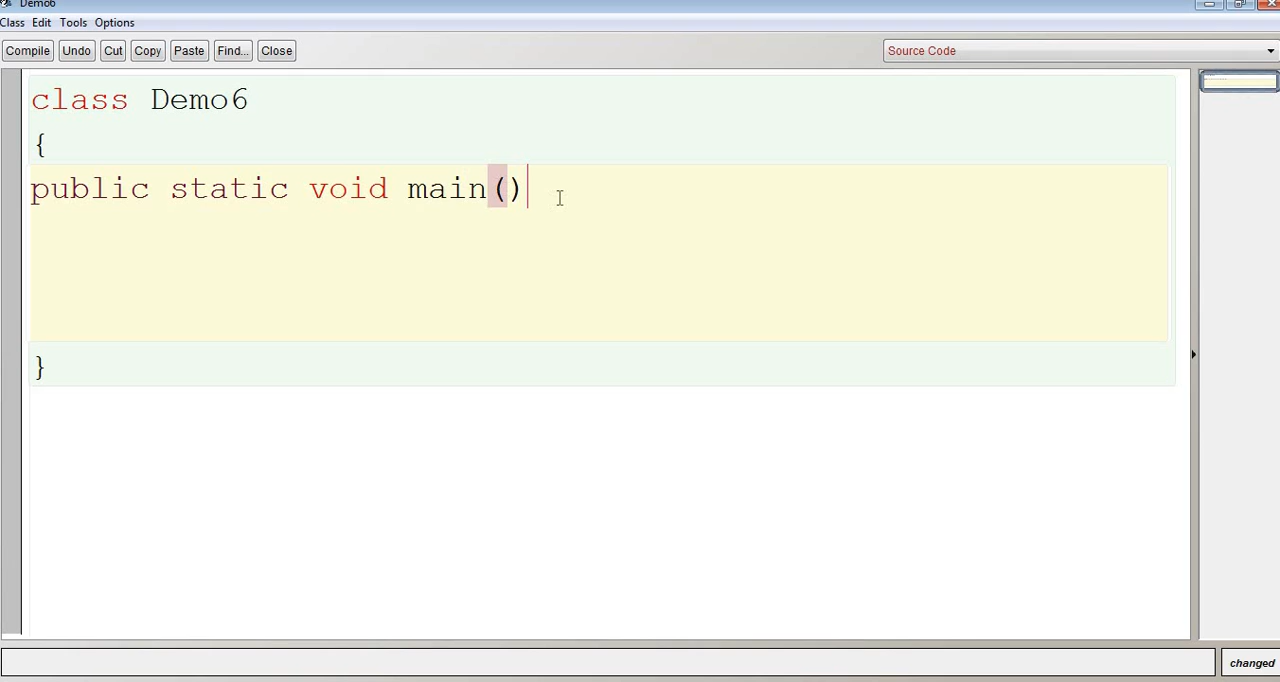 Demo6
Class Edit Tools Options
Compile Undo Cut Copy Paste Find... Close Source Code
class Demo6
{
public static void main()
}
changed